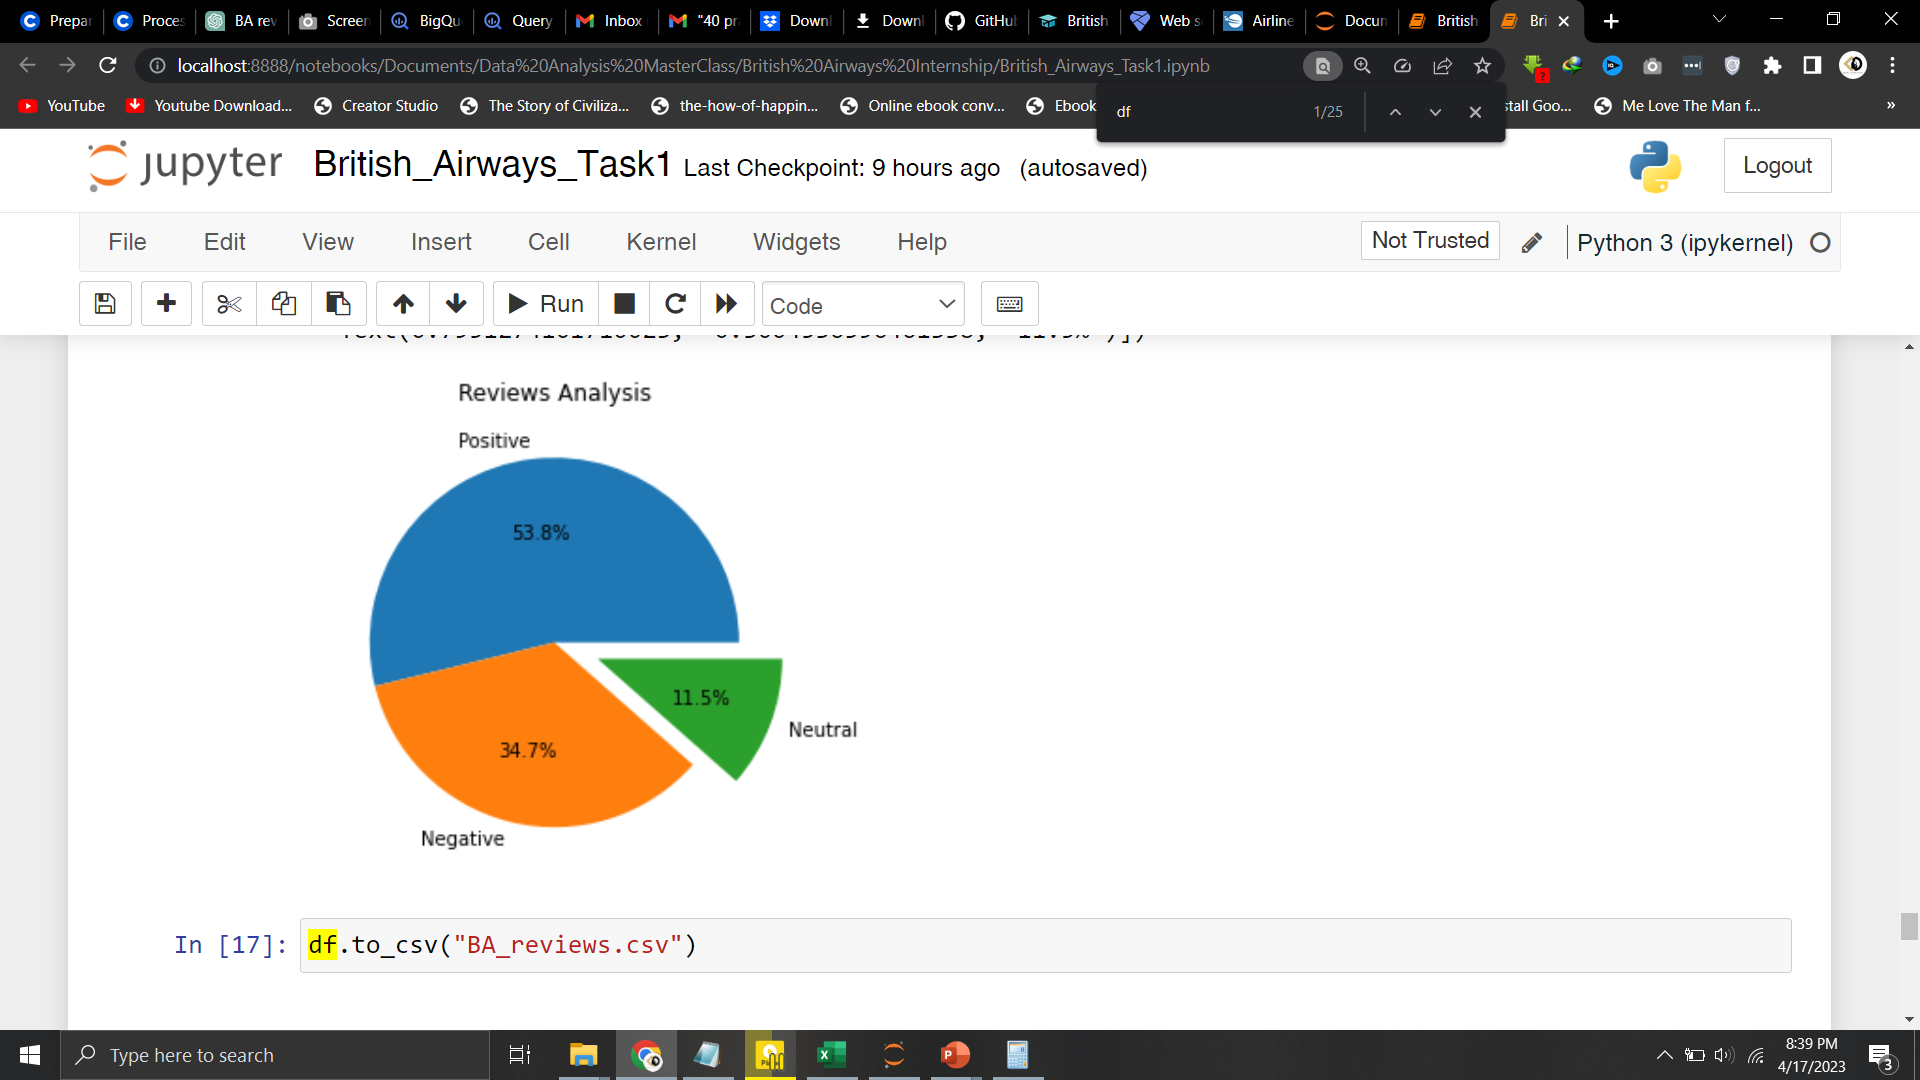 Prepar
Proces
BA rev
Screen
BigQu
Query
Inbox
"40 pr
Downl
Downl
GitHul
British
Web s
Airline
Docun
British
Bri
localhost:8888/notebooks/Documents/Data%20Analysis%20MasterClass/British%20Airways%20Internship/British_Airways_Task1.ipynb
YouTube
Youtube Download...
Creator Studio
The Story of Civiliza...
the-how-of-happin...
Online ebook conv...
Ebook
stall Goo...
Me Love The Man f...
»
df
1/25
jupyter
British_Airways_Task1 Last Checkpoint: 9 hours ago (autosaved)
Logout
File
Edit
View
Insert
Cell
Kernel
Widgets
Help
Not Trusted
Python 3 (ipykernel)
Run
Code
Reviews Analysis
Positive
53.8%
11.5%
Neutral
34.7%
Negative
In [17]:
df.to_csv("BA_reviews.csv")
Type here to search
8:39 PM
4/17/2023
3